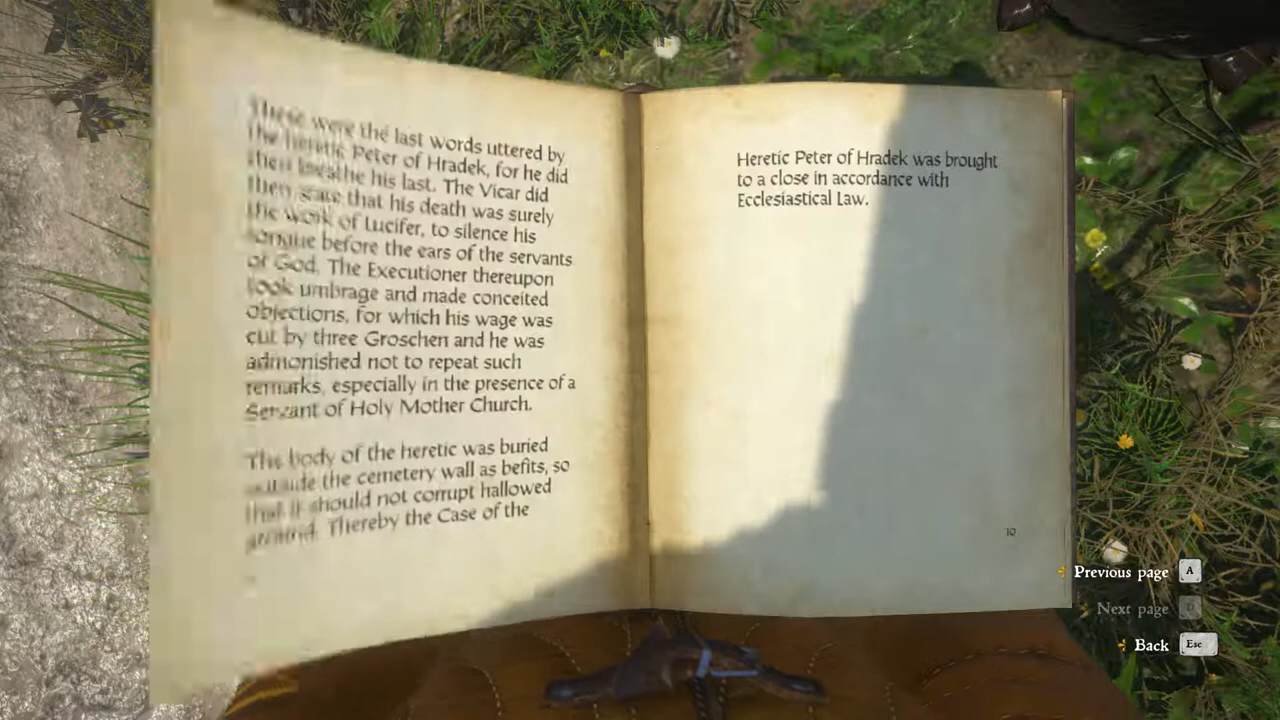 These were the last words uttered by
the heretic Peter of Hradek, for he did
then breathe his last. The Vicar did
then state that his death was surely
the work of Lucifer, to silence his
tongue before the ears of the servants
of God. The Executioner thereupon
took umbrage and made conceited
objections, for which his wage was
cut by three Groschen and he was
admonished not to repeat such
remarks, especially in the presence of a
Servant of Holy Mother Church.
The body of the heretic was buried
outside the cemetery wall as befits, so
that it should not corrupt hallowed
ground. Thereby the Case of the
Heretic Peter of Hradek was brought
to a close in accordance with
Ecclesiastical Law.
10
Previous page A
Next page
Back Esc